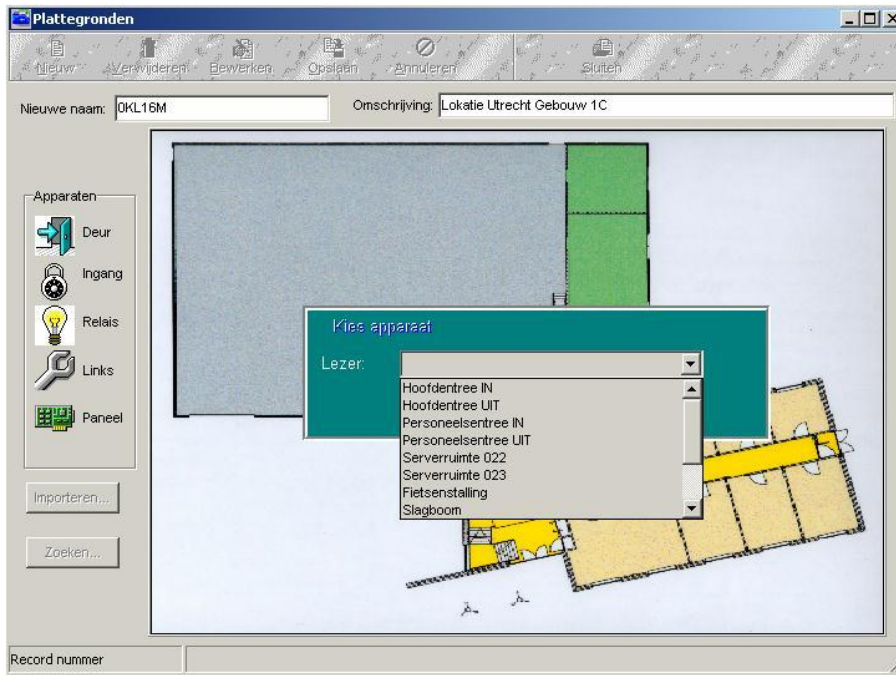 Plattegronden
Nieuw Verwijderen Bewerken Opslaan Annuleren Sluiten
Nieuwe naam: 0KL16M Omschrijving: Lokatie Utrecht Gebouw 1C
Apparaten
Deur
Ingang
Relais
Links
Paneel
Importeren...
Zoeken...
Kies apparaat
Lezer:
Hoofdentree IN
Hoofdentree UIT
Personeelsentree IN
Personeelsentree UIT
Serverruimte 022
Serverruimte 023
Fietsenstalling
Slagboom
Record nummer